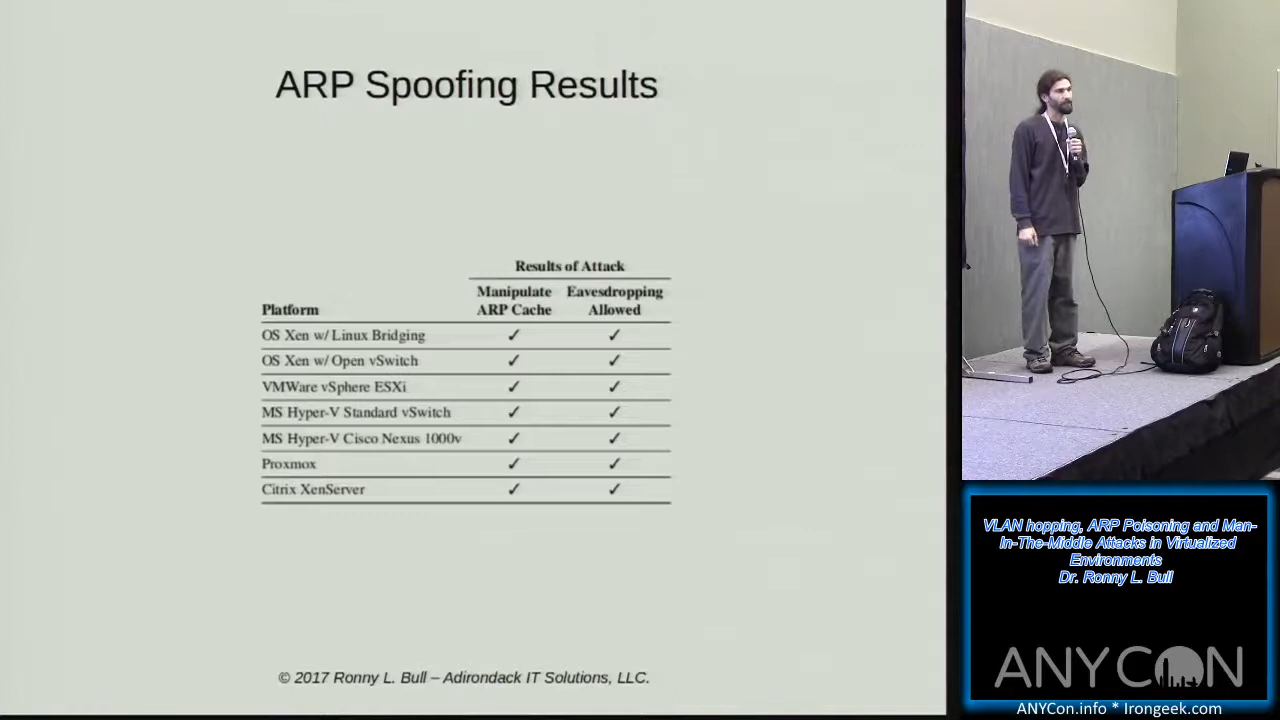 ARP Spoofing Results
Results of Attack
Platform Manipulate ARP Cache Eavesdropping Allowed
OS Xen w/ Linux Bridging ✓ ✓
OS Xen w/ Open vSwitch ✓ ✓
VMWare vSphere ESXi ✓ ✓
MS Hyper-V Standard vSwitch ✓ ✓
MS Hyper-V Cisco Nexus 1000v ✓ ✓
Proxmox ✓ ✓
Citrix XenServer ✓ ✓
© 2017 Ronny L. Bull – Adirondack IT Solutions, LLC.
VLAN hopping, ARP Poisoning and Man-
In-The-Middle Attacks in Virtualized
Environments
Dr. Ronny L. Bull
ANYCON
ANYCon.info * Irongeek.com